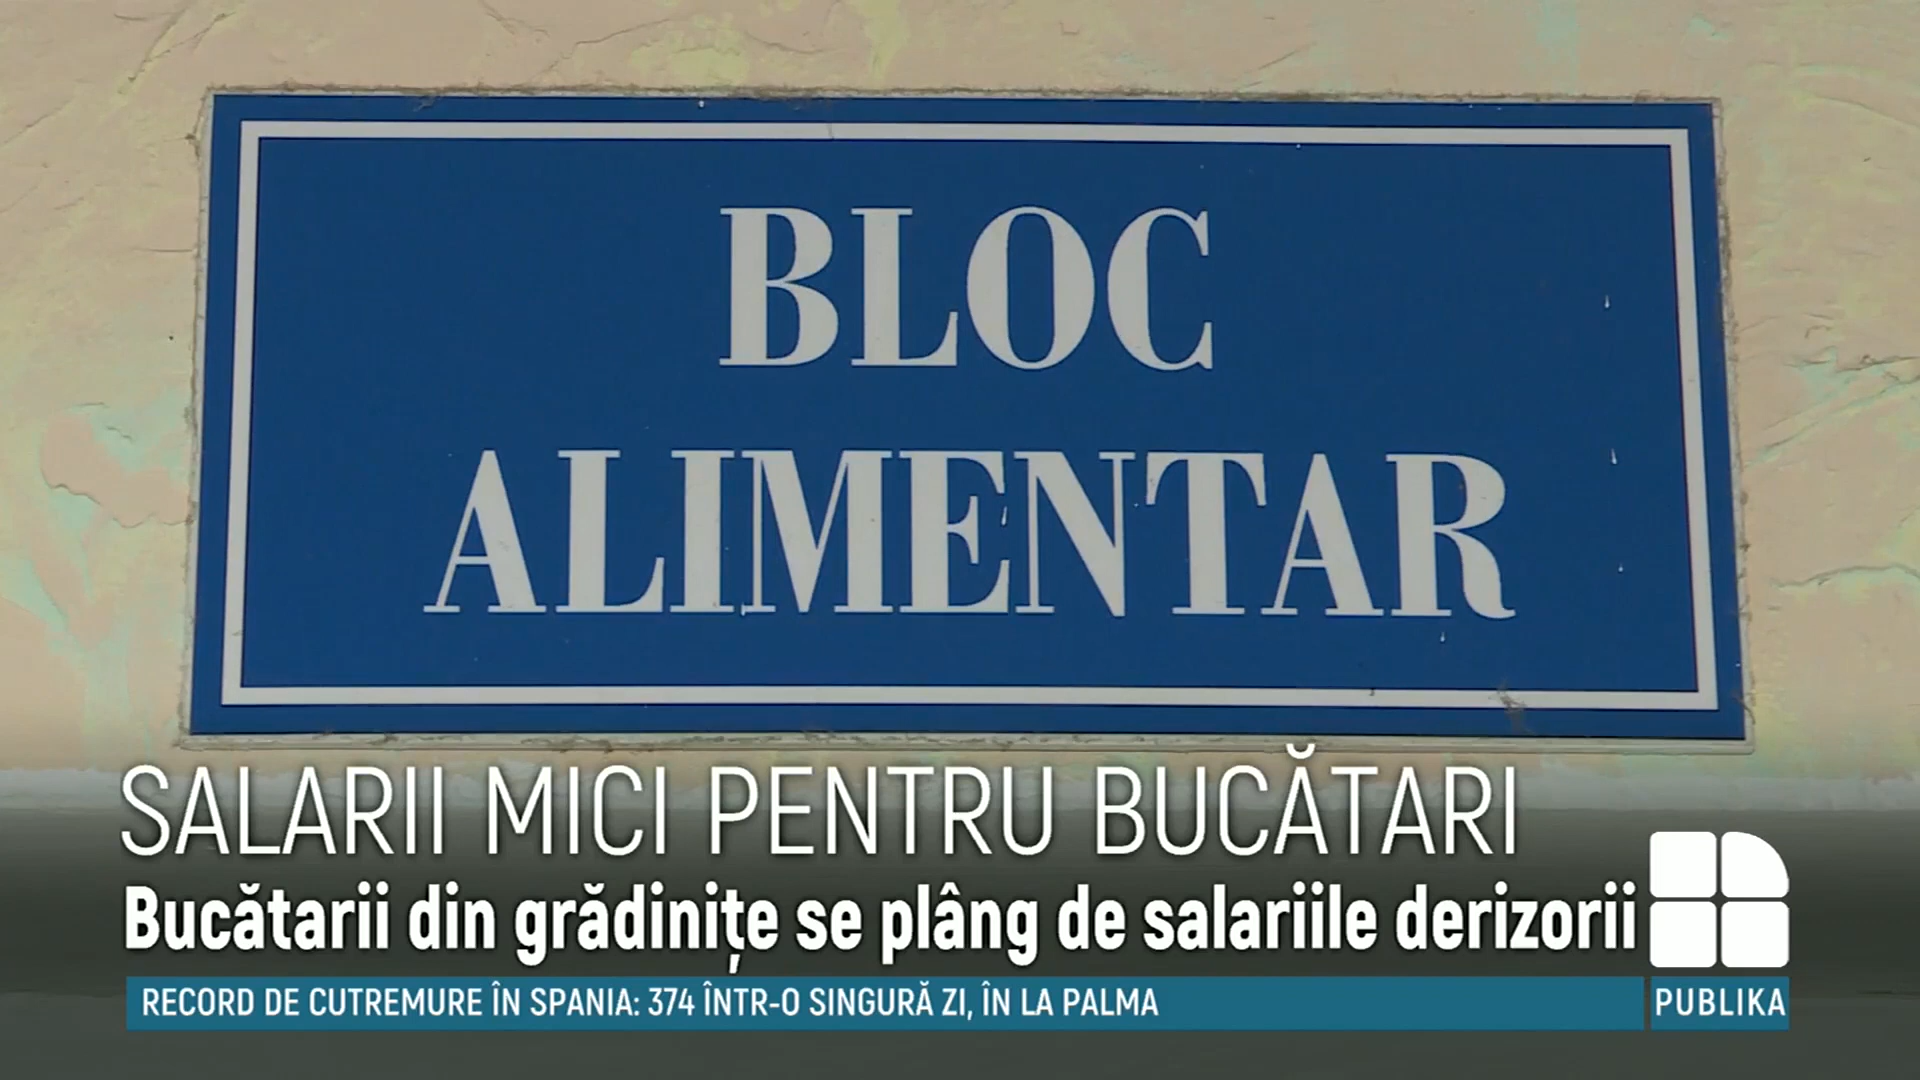 BLOC
ALIMENTAR
SALARII MICI PENTRU BUCĂTARI
Bucătarii din grădinițe se plâng de salariile derizorii
RECORD DE CUTREMURE ÎN SPANIA: 374 ÎNTR-O SINGURĂ ZI, ÎN LA PALMA
PUBLIKA